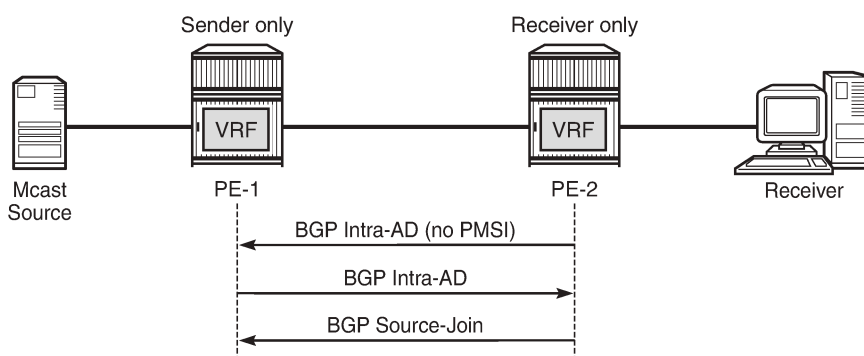 Sender only
Receiver only
VRF
VRF
Mcast
Source
PE-1
PE-2
Receiver
BGP Intra-AD (no PMSI)
BGP Intra-AD
BGP Source-Join